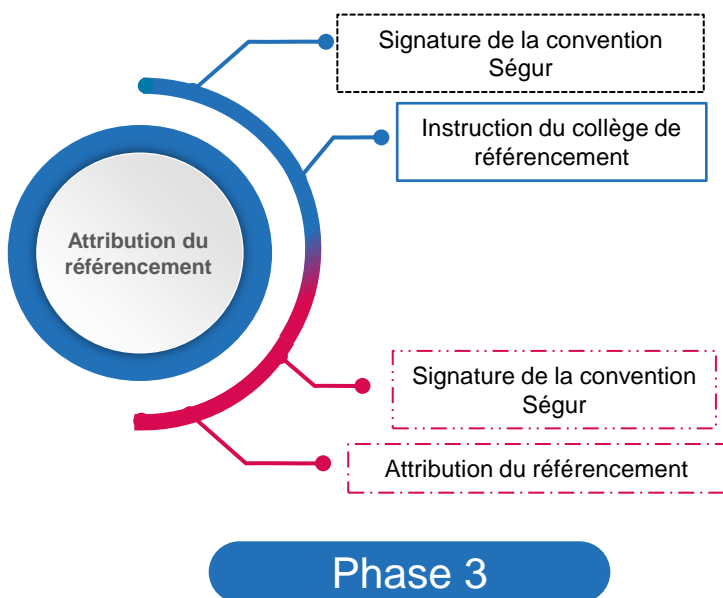 Signature de la convention
Ségur
Instruction du collège de
référencement
Attribution du
référencement
Signature de la convention
Ségur
Attribution du référencement
Phase 3